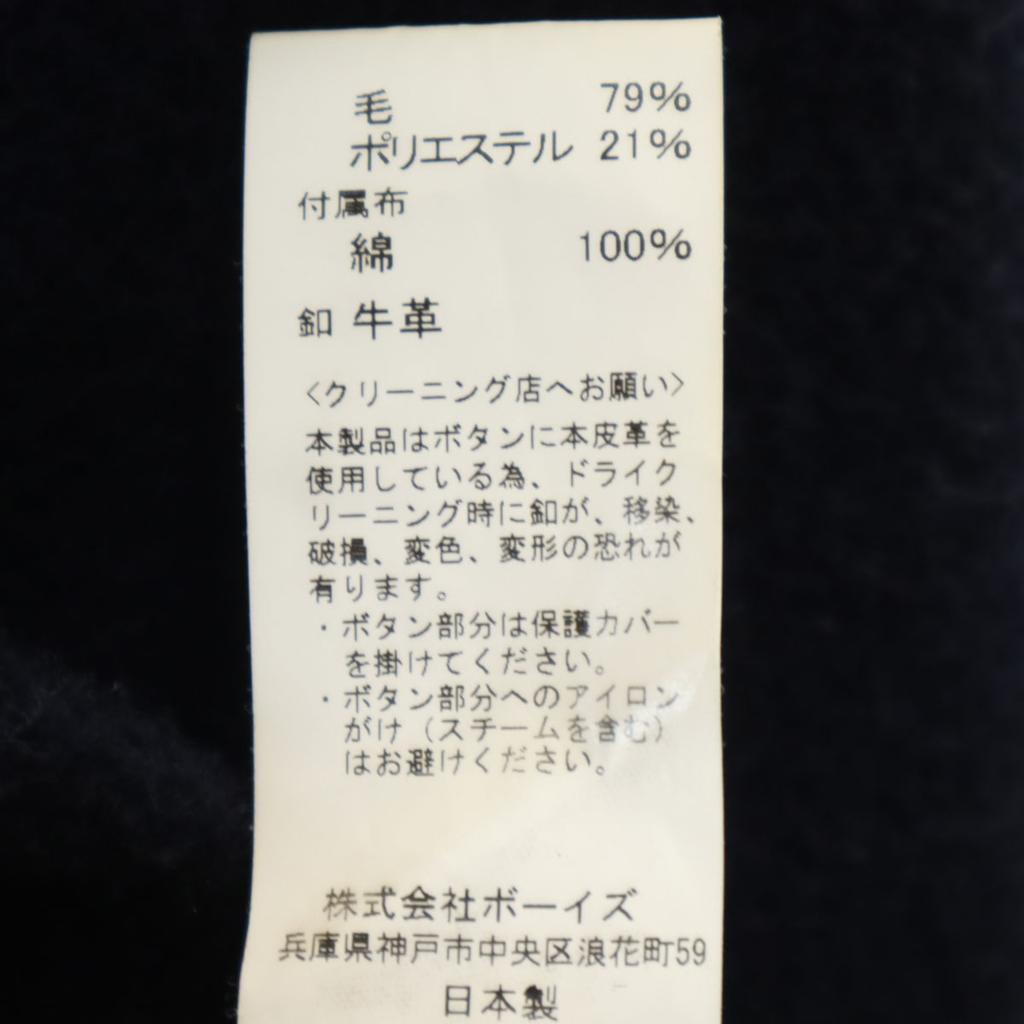 毛 79%
ポリエステル 21%
付属布
綿 100%
釦 牛革
<クリーニング店へお願い>
本製品はボタンに本皮革を
使用している為、ドライク
リーニング時に釦が、移染、
破損、変色、変形の恐れが
有ります。
・ボタン部分は保護カバー
を掛けてください。
・ボタン部分へのアイロン
がけ（スチームを含む）
はお避けください。
株式会社ボーイズ
兵庫県神戸市中央区浪花町59
日本製